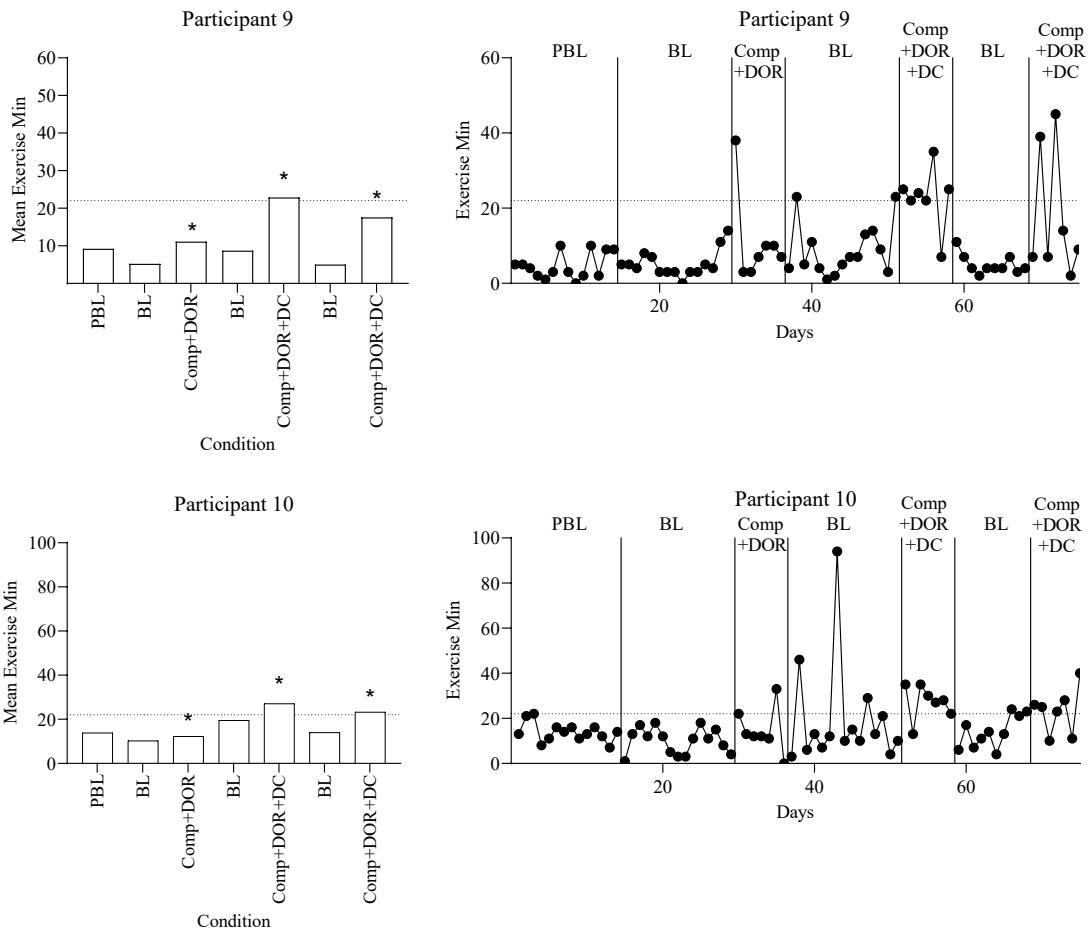 Participant 9
60
50
40
30
20
10
Mean Exercise Min
PBL
BL
Comp+DOR
BL
Comp+DOR+DC
BL
Comp+DOR+DC
Condition
*
*
*
Participant 9
PBL
BL
Comp
+DOR
BL
Comp
+DOR
+DC
BL
Comp
+DOR
+DC
60
40
20
0
Exercise Min
20
40
60
Days
Participant 10
100
80
60
40
20
0
Mean Exercise Min
*
*
*
PBL
BL
Comp+DOR
BL
Comp+DOR+DC
BL
Comp+DOR+DC
Condition
Participant 10
PBL
BL
Comp
+DOR
BL
Comp
+DOR
+DC
BL
Comp
+DOR
+DC
100
80
60
40
20
0
Exercise Min
20
40
60
Days